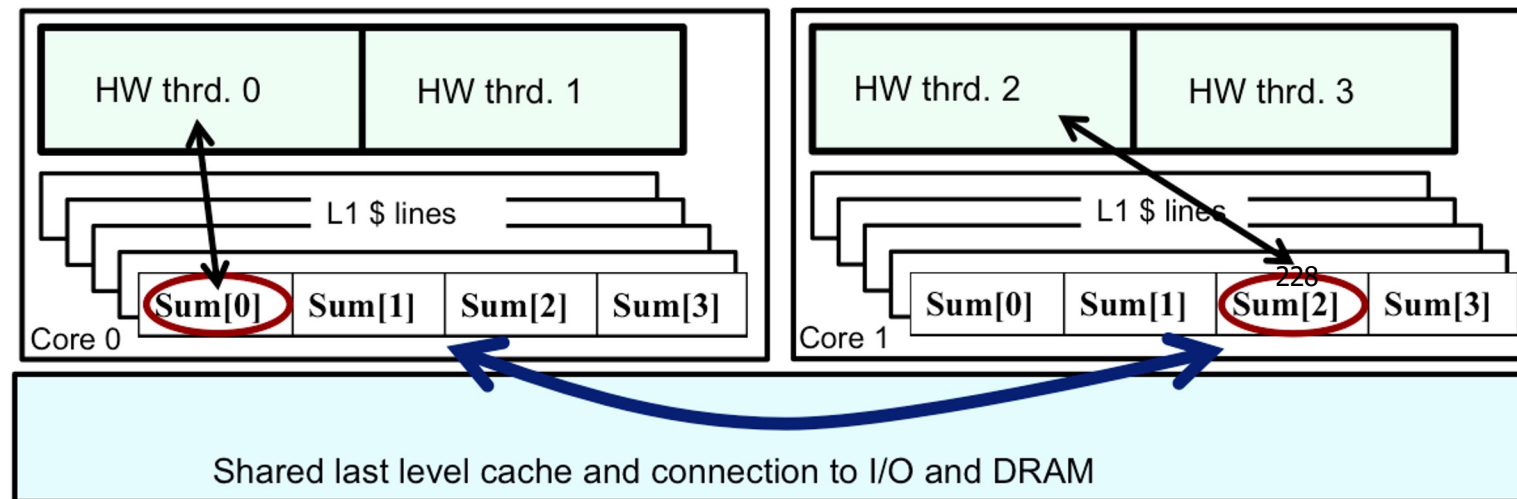 HW thrd. 0
HW thrd. 1
L1 $ lines
Sum[0]
Sum[1]
Sum[2]
Sum[3]
Core 0
HW thrd. 2
HW thrd. 3
L1 $ lines
228
Sum[0]
Sum[1]
Sum[2]
Sum[3]
Core 1
Shared last level cache and connection to I/O and DRAM